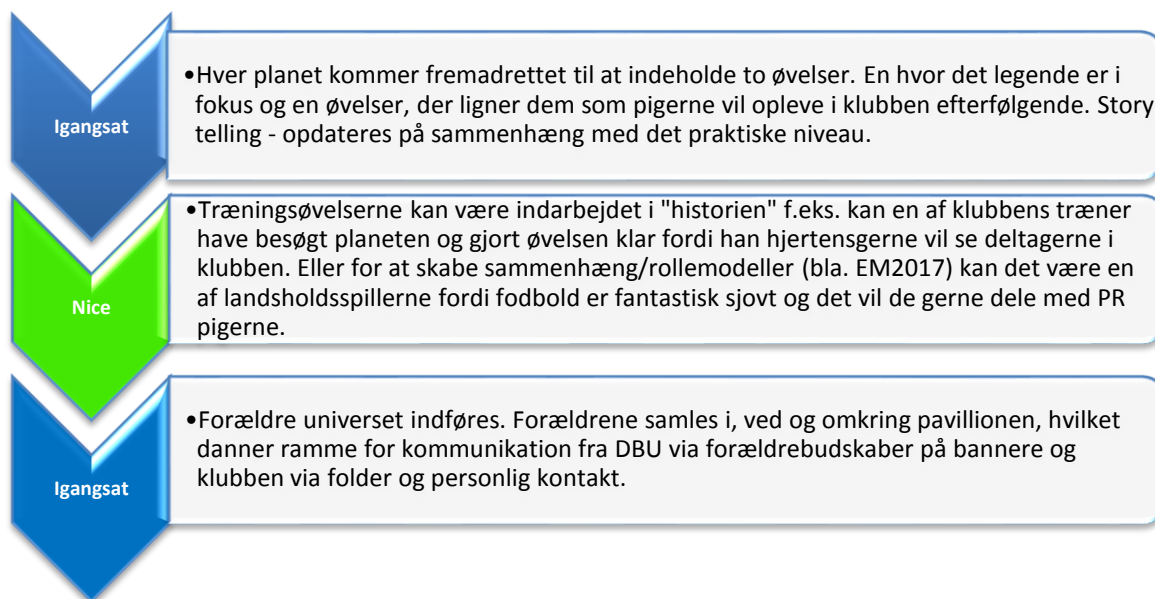 Igangsat
•Hver planet kommer fremadrettet til at indeholde to øvelser. En hvor det legende er i
fokus og en øvelser, der ligner dem som pigerne vil opleve i klubben efterfølgende. Story
telling - opdateres på sammenhæng med det praktiske niveau.
Nice
•Træningsøvelserne kan være indarbejdet i "historien" f.eks. kan en af klubbens træner
have besøgt planeten og gjort øvelsen klar fordi han hjertensgerne vil se deltagerne i
klubben. Eller for at skabe sammenhæng/rollemodeller (bla. EM2017) kan det være en
af landsholdsspillerne fordi fodbold er fantastisk sjovt og det vil de gerne dele med PR
pigerne.
Igangsat
•Forældre universet indføres. Forældrene samles i, ved og omkring pavillionen, hvilket
danner ramme for kommunikation fra DBU via forældrebudskaber på bannere og
klubben via folder og personlig kontakt.